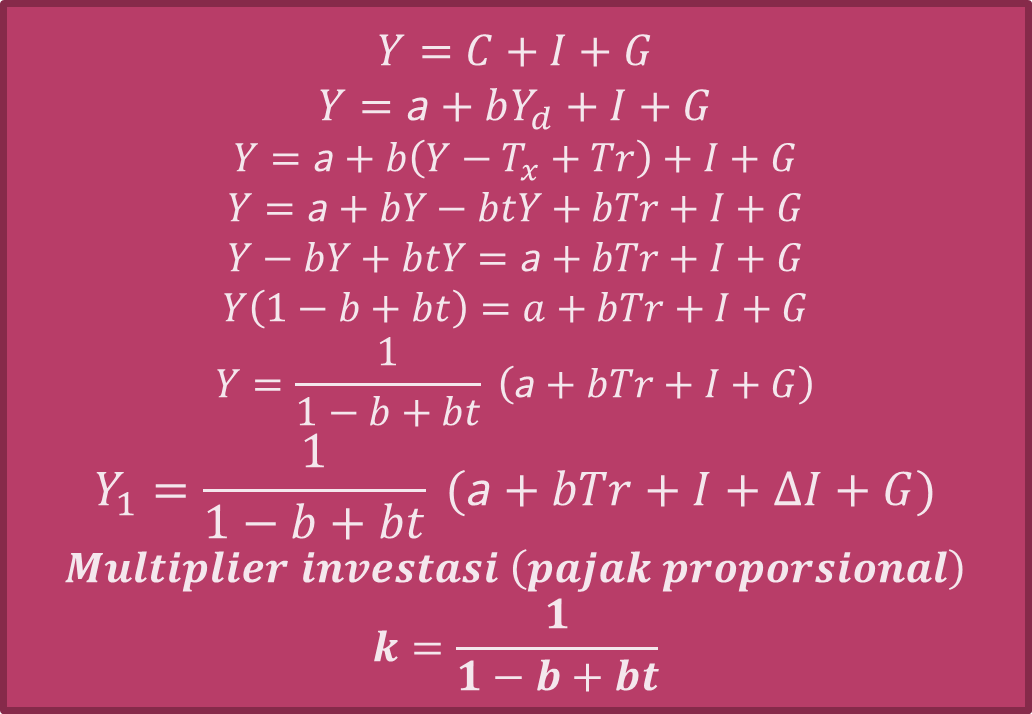 Y = C + I + G
Y = a + bY_d + I + G
Y = a + b(Y − T_x + Tr) + I + G
Y = a + bY − btY + bTr + I + G
Y − bY + btY = a + bTr + I + G
Y(1 − b + bt) = a + bTr + I + G
Y = 1/(1 − b + bt) (a + bTr + I + G)
Y_1 = 1/(1 − b + bt) (a + bTr + I + ΔI + G)
Multiplier investasi (pajak proporsional)
k = 1/(1 − b + bt)